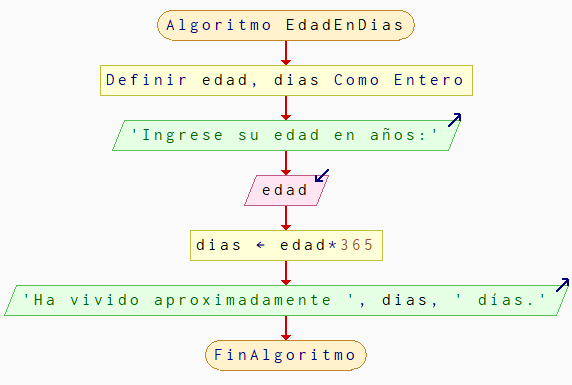 Algoritmo EdadEnDias
Definir edad, dias Como Entero
'Ingrese su edad en años:'
edad
dias ← edad*365
'Ha vivido aproximadamente ', dias, ' días.'
FinAlgoritmo